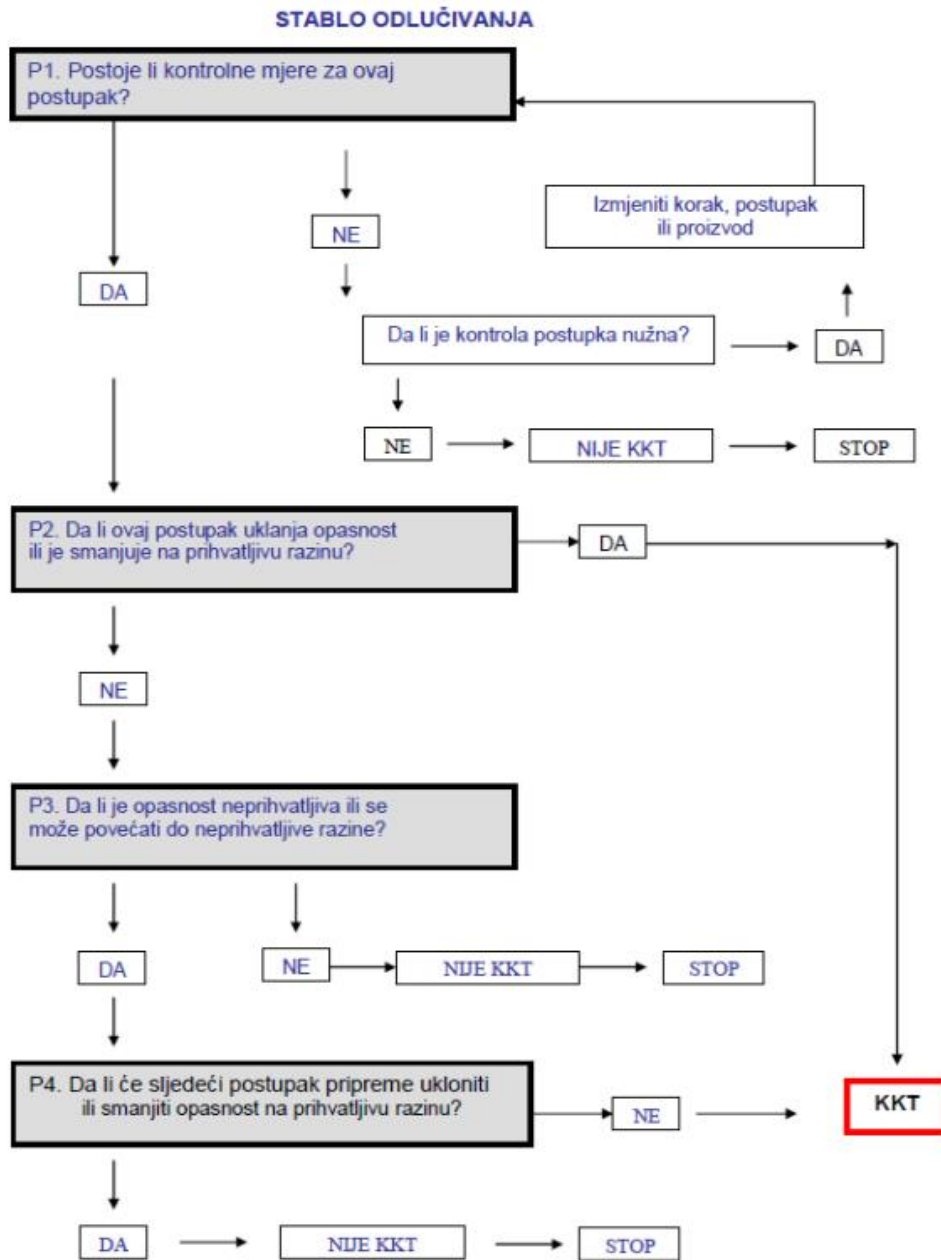 STABLO ODLUČIVANJA
P1. Postoje li kontrolne mjere za ovaj
postupak?
Izmjeniti korak, postupak
ili proizvod
NE
DA
Da li je kontrola postupka nužna?
DA
NE
NIJE KKT
STOP
P2. Da li ovaj postupak uklanja opasnost
ili je smanjuje na prihvatljivu razinu?
DA
NE
P3. Da li je opasnost neprihvatljiva ili se
može povećati do neprihvatljive razine?
DA
NE
NIJE KKT
STOP
P4. Da li će sljedeći postupak pripreme ukloniti
ili smanjiti opasnost na prihvatljivu razinu?
NE
KKT
DA
NIJE KKT
STOP